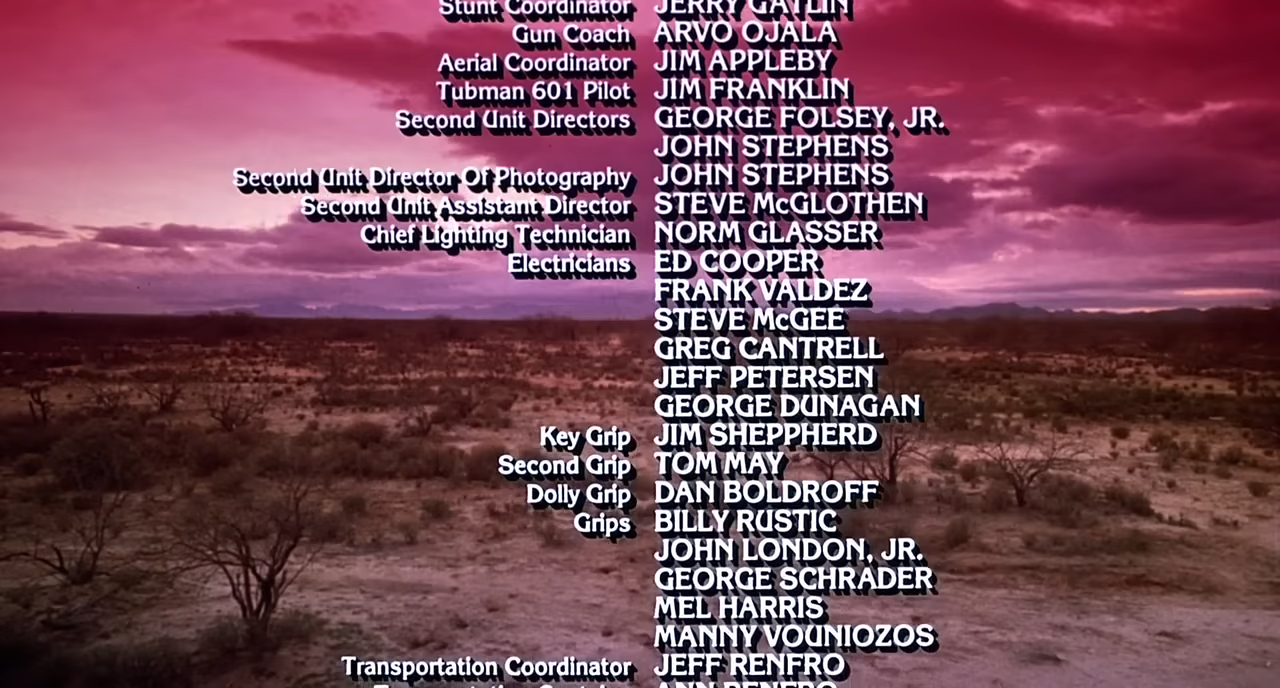 Stunt Coordinator JERRY GATLIN
Gun Coach ARVO OJALA
Aerial Coordinator JIM APPLEBY
Tubman 601 Pilot JIM FRANKLIN
Second Unit Directors GEORGE FOLSEY, JR.
JOHN STEPHENS
Second Unit Director Of Photography JOHN STEPHENS
Second Unit Assistant Director STEVE McGLOTHEN
Chief Lighting Technician NORM GLASSER
Electricians ED COOPER
FRANK VALDEZ
STEVE McGEE
GREG CANTRELL
JEFF PETERSEN
GEORGE DUNAGAN
Key Grip JIM SHEPPHERD
Second Grip TOM MAY
Dolly Grip DAN BOLDROFF
Grips BILLY RUSTIC
JOHN LONDON, JR.
GEORGE SCHRADER
MEL HARRIS
MANNY VOUNIOZOS
Transportation Coordinator JEFF RENFRO
Transportation ANN RENFRO